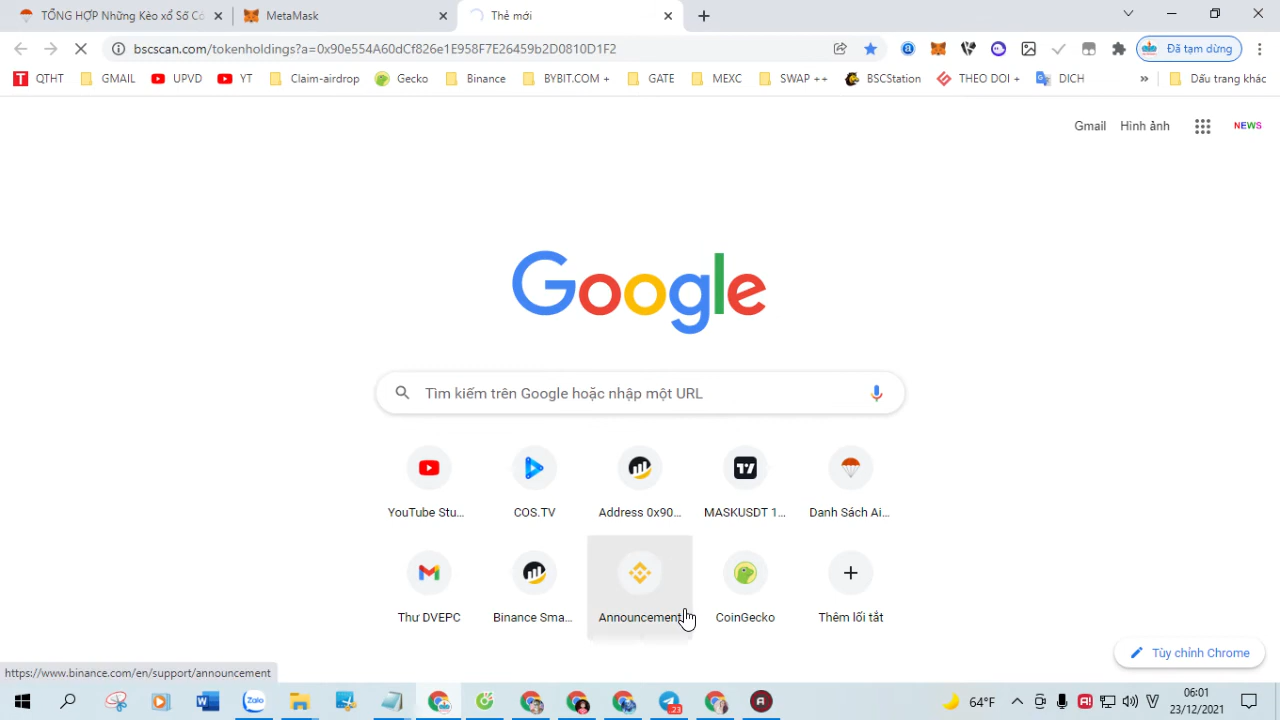 TỔNG HỢP Những Kèo xổ Số Có
MetaMask
Thẻ mới
bscscan.com/tokenholdings?a=0x90e554A60dCf826e1E958F7E26459b2D0810D1F2
Đã tạm dừng
QTHT
GMAIL
UPVD
YT
Claim-airdrop
Gecko
Binance
BYBIT.COM +
GATE
MEXC
SWAP ++
BSCStation
THEO DOI +
DICH
»
Dấu trang khác
Gmail
Hình ảnh
NEWS
Google
Tìm kiếm trên Google hoặc nhập một URL
YouTube Stu...
COS.TV
Address 0x90...
MASKUSDT 1...
Danh Sách Ai...
Thư DVEPC
Binance Sma...
Announcement
CoinGecko
Thêm lối tắt
Tùy chỉnh Chrome
https://www.binance.com/en/support/announcement
Zalo
23
64°F
06:01
23/12/2021